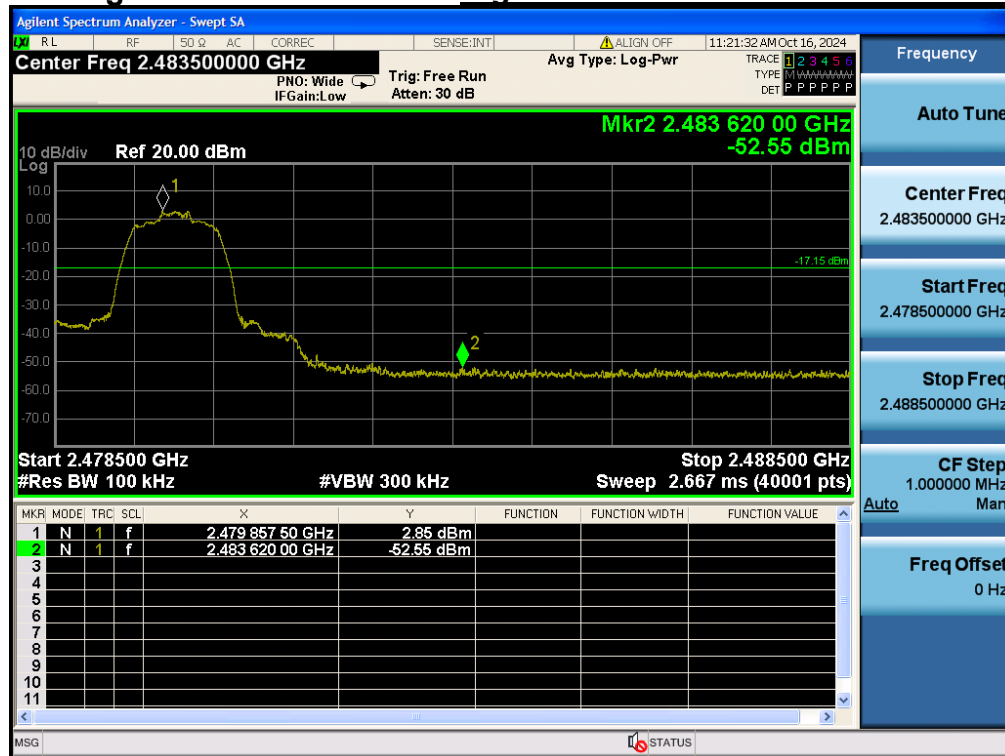 Agilent Spectrum Analyzer - Swept SA
LXI RL RF 50 Ω AC CORREC SENSE:INT ALIGN OFF 11:21:32 AM Oct 16, 2024
Center Freq 2.483500000 GHz
PNO: Wide
IFGain:Low
Trig: Free Run
Atten: 30 dB
Avg Type: Log-Pwr
TRACE 1 2 3 4 5 6
TYPE M WWWWW
DET P P P P P P
Mkr2 2.483 620 00 GHz
-52.55 dBm
10 dB/div Ref 20.00 dBm
Log
10.0
0.00
-10.0
-20.0
-30.0
-40.0
-50.0
-60.0
-70.0
1
2
-17.15 dBm
Start 2.478500 GHz Stop 2.488500 GHz
#Res BW 100 kHz #VBW 300 kHz Sweep 2.667 ms (40001 pts)
MKR MODE TRC SCL X Y FUNCTION FUNCTION WIDTH FUNCTION VALUE
1 N 1 f 2.479 857 50 GHz 2.85 dBm
2 N 1 f 2.483 620 00 GHz -52.55 dBm
3
4
5
6
7
8
9
10
11
MSG STATUS
Frequency
Auto Tune
Center Freq
2.483500000 GHz
Start Freq
2.478500000 GHz
Stop Freq
2.488500000 GHz
CF Step
1.000000 MHz
Auto Man
Freq Offset
0 Hz